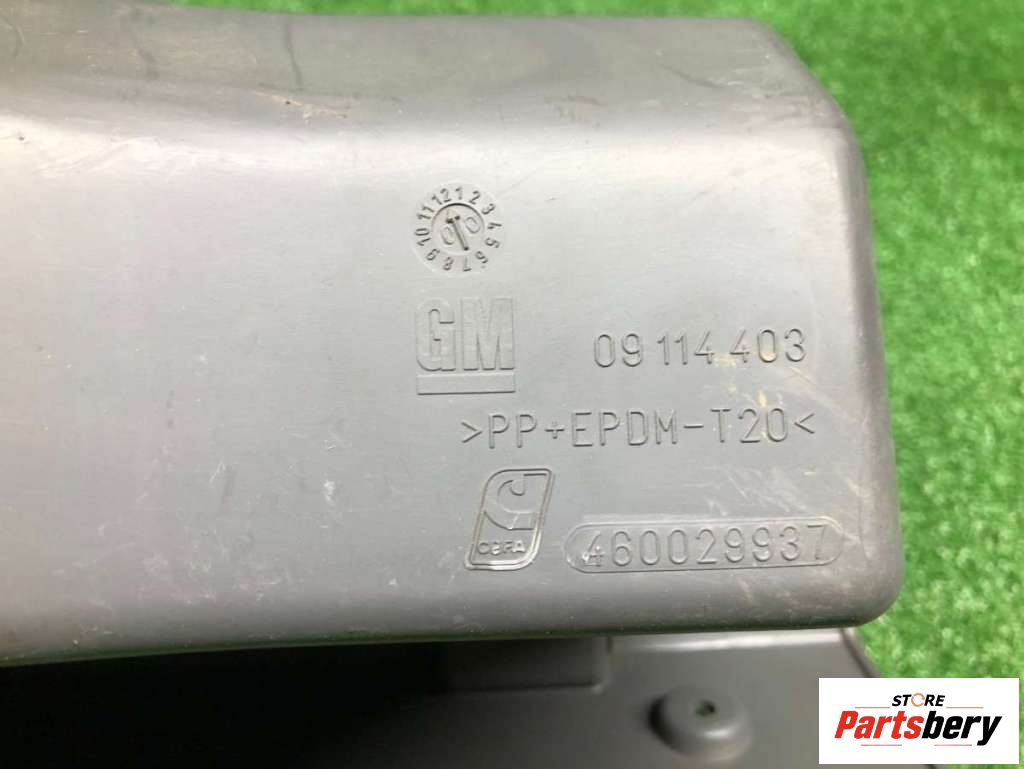 1 2 3 4 5 6 7 8 9 10 11 12
GM
09 114 403
>PP+EPDM-T20<
460029937
STORE
Partsbery